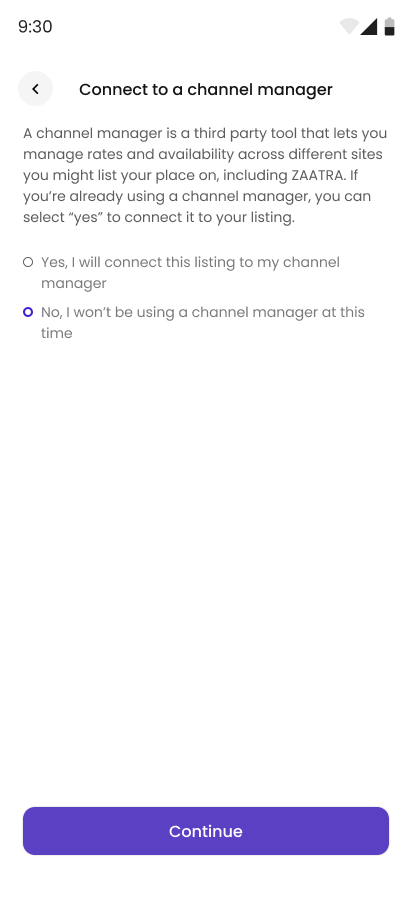 9:30
Connect to a channel manager
A channel manager is a third party tool that lets you
manage rates and availability across different sites
you might list your place on, including ZAATRA. If
you’re already using a channel manager, you can
select “yes” to connect it to your listing.
Yes, I will connect this listing to my channel
manager
No, I won’t be using a channel manager at this
time
Continue